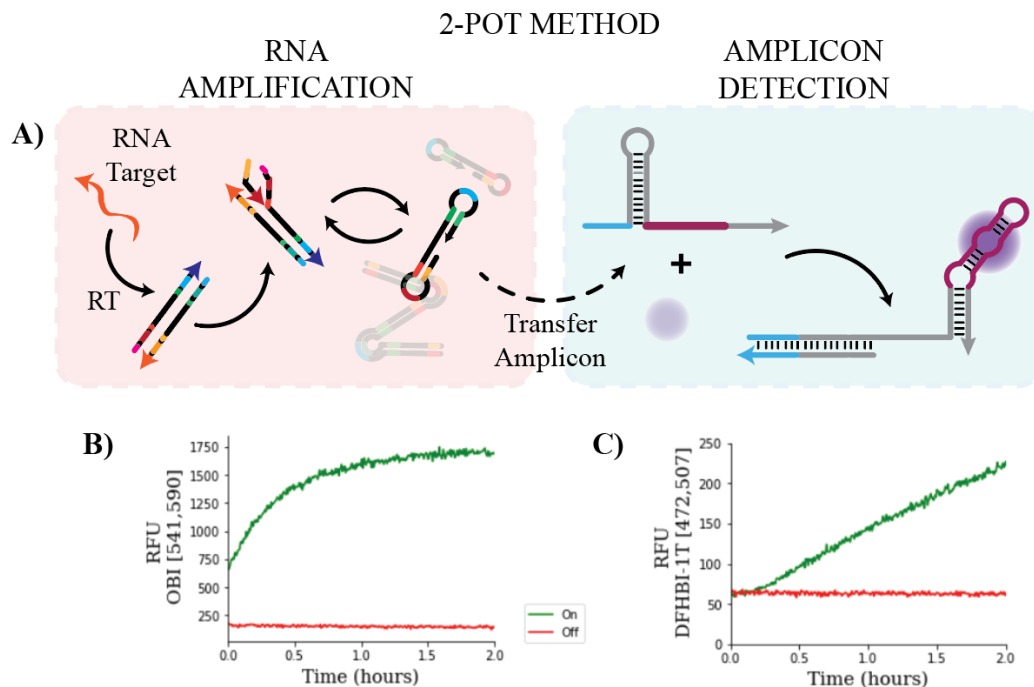 2-POT METHOD
RNA
AMPLIFICATION
AMPLICON
DETECTION
A)
RNA
Target
RT
Transfer
Amplicon
+
B)
RFU
OBI [541,590]
1750
1500
1250
1000
750
500
250
0.0 0.5 1.0 1.5 2.0
Time (hours)
On
Off
C)
RFU
DFHBI-1T [472,507]
250
200
150
100
50
0
0.0 0.5 1.0 1.5 2.0
Time (hours)